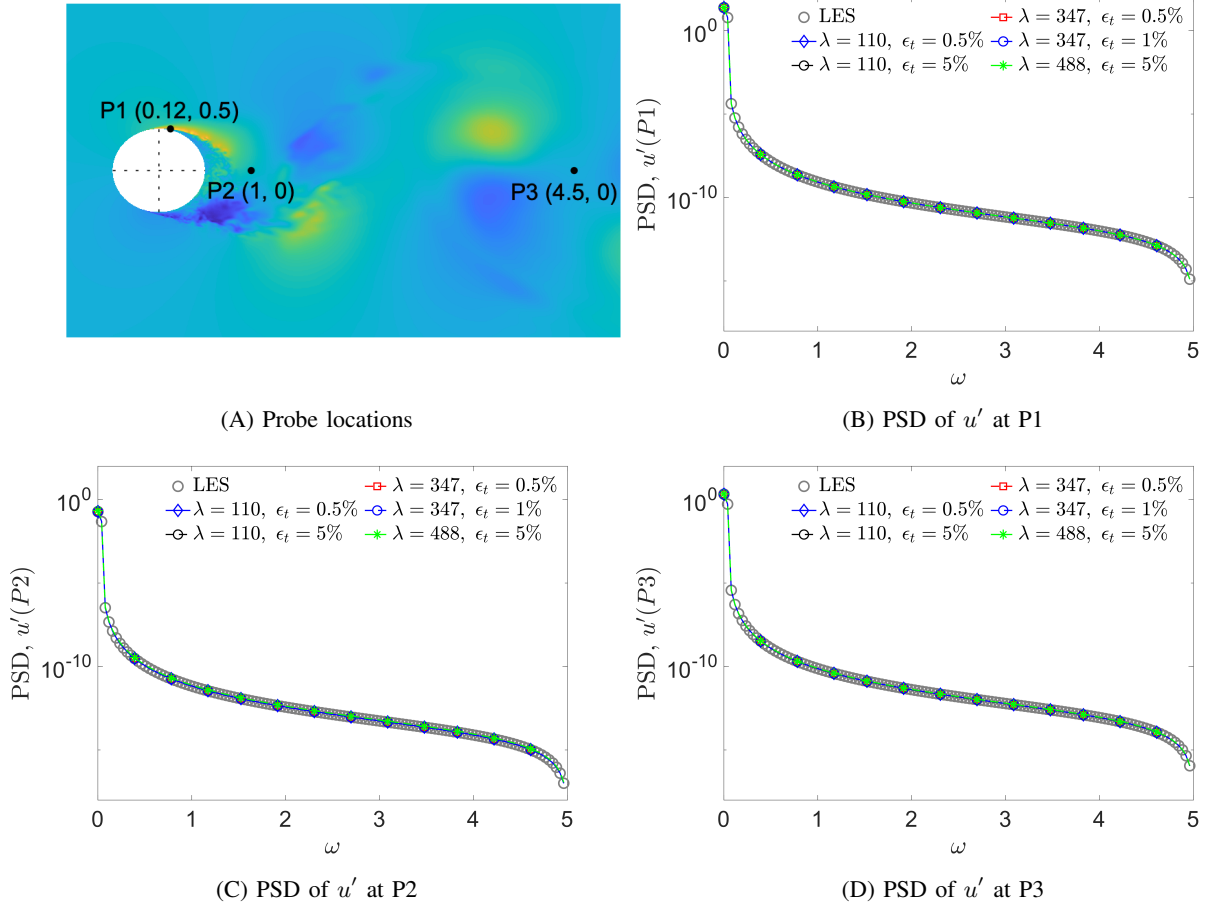 P1 (0.12, 0.5)
P2 (1, 0)
P3 (4.5, 0)
(A) Probe locations
PSD, u′(P1)
10^0
10^-10
LES
λ = 110, ϵ_t = 0.5%
λ = 110, ϵ_t = 5%
λ = 347, ϵ_t = 0.5%
λ = 347, ϵ_t = 1%
λ = 488, ϵ_t = 5%
0 1 2 3 4 5
ω
(B) PSD of u′ at P1
PSD, u′(P2)
10^0
10^-10
LES
λ = 110, ϵ_t = 0.5%
λ = 110, ϵ_t = 5%
λ = 347, ϵ_t = 0.5%
λ = 347, ϵ_t = 1%
λ = 488, ϵ_t = 5%
0 1 2 3 4 5
ω
(C) PSD of u′ at P2
PSD, u′(P3)
10^0
10^-10
LES
λ = 110, ϵ_t = 0.5%
λ = 110, ϵ_t = 5%
λ = 347, ϵ_t = 0.5%
λ = 347, ϵ_t = 1%
λ = 488, ϵ_t = 5%
0 1 2 3 4 5
ω
(D) PSD of u′ at P3